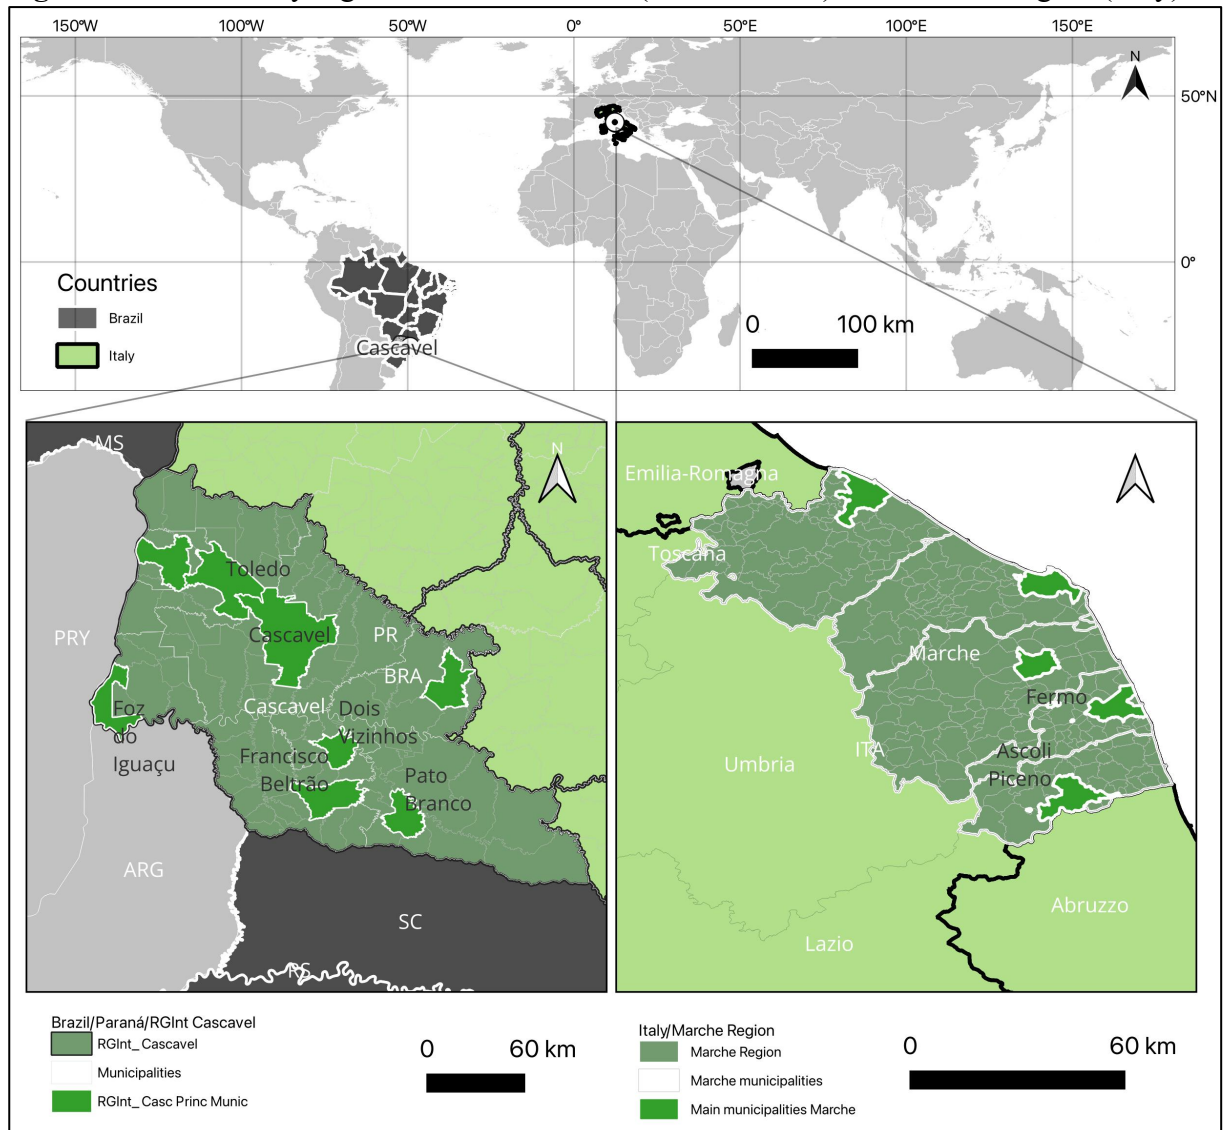 150°W 100°W 50°W 0° 50°E 100°E 150°E
N
50°N
0°
Countries
Brazil
Italy
Cascavel
0 100 km
MS
N
Toledo
PRY
Cascavel
PR
BRA
Cascavel
Foz
do
Iguaçu
Dois
Vizinhos
Francisco
Beltrão
Pato
Branco
ARG
SC
RS
Emilia-Romagna
Toscana
Marche
Fermo
ITA
Ascoli
Piceno
Umbria
Abruzzo
Lazio
Brazil/Paraná/RGInt Cascavel
RGInt_Cascavel
Municipalities
RGInt_Casc Princ Munic
0 60 km
Italy/Marche Region
Marche Region
Marche municipalities
Main municipalities Marche
0 60 km